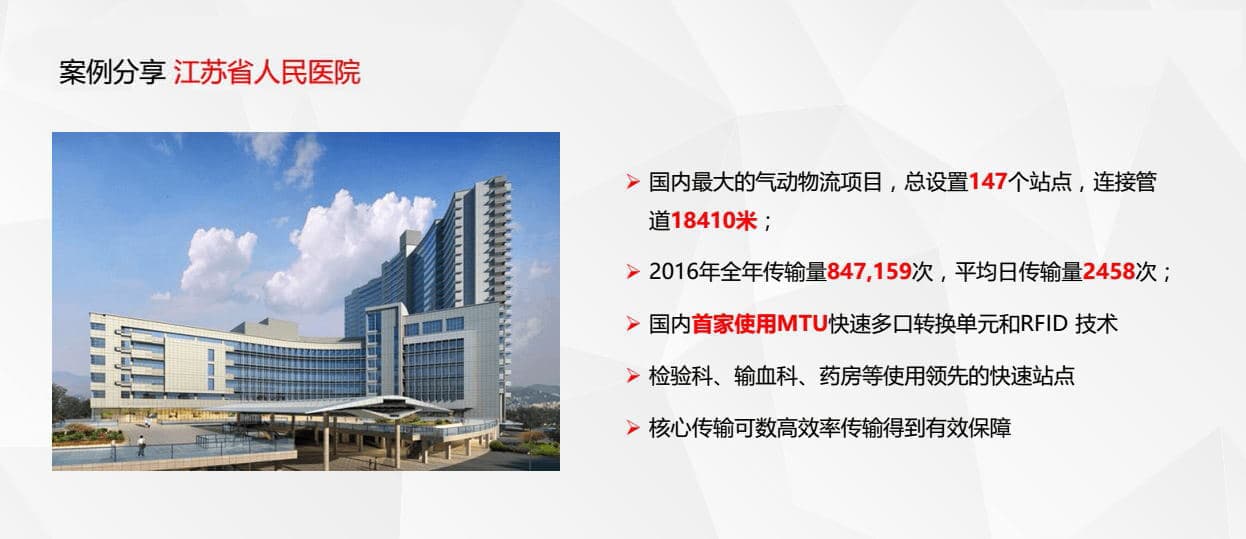 案例分享 江苏省人民医院
国内最大的气动物流项目，总设置147个站点，连接管
道18410米；
2016年全年传输量847,159次，平均日传输量2458次；
国内首家使用MTU快速多口转换单元和RFID 技术
检验科、输血科、药房等使用领先的快速站点
核心传输可数高效率传输得到有效保障